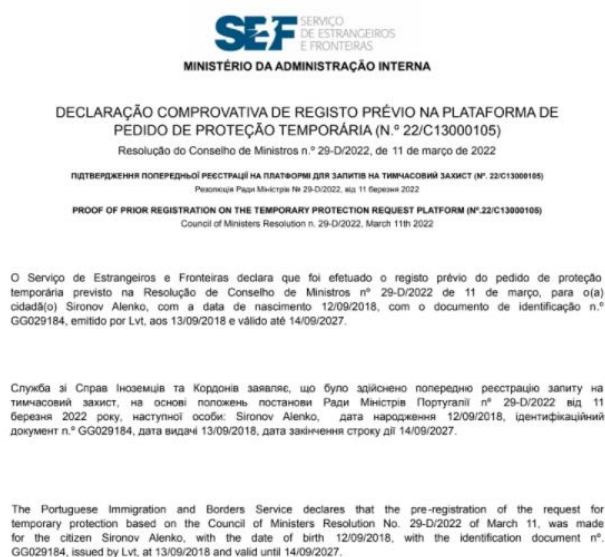 SEF SERVIÇO
DE ESTRANGEIROS
E FRONTEIRAS
MINISTÉRIO DA ADMINISTRAÇÃO INTERNA
DECLARAÇÃO COMPROVATIVA DE REGISTO PRÉVIO NA PLATAFORMA DE
PEDIDO DE PROTEÇÃO TEMPORÁRIA (N.º 22/C13000105)
Resolução do Conselho de Ministros n.º 29-D/2022, de 11 de março de 2022
ПІДТВЕРДЖЕННЯ ПОПЕРЕДНЬОЇ РЕЄСТРАЦІЇ НА ПЛАТФОРМІ ДЛЯ ЗАПИТІВ НА ТИМЧАСОВИЙ ЗАХИСТ (Nº. 22/C13000105)
Резолюція Ради Міністрів № 29-D/2022, від 11 березня 2022
PROOF OF PRIOR REGISTRATION ON THE TEMPORARY PROTECTION REQUEST PLATFORM (Nº.22/C13000105)
Council of Ministers Resolution n. 29-D/2022, March 11th 2022
O Serviço de Estrangeiros e Fronteiras declara que foi efetuado o registo prévio do pedido de proteção
temporária previsto na Resolução de Conselho de Ministros nº 29-D/2022 de 11 de março, para o(a)
cidadã(o) Sironov Alenko, com a data de nascimento 12/09/2018, com o documento de identificação n.º
GG029184, emitido por Lvt, aos 13/09/2018 e válido até 14/09/2027.
Служба зі Справ Іноземців та Кордонів заявляє, що було здійснено попередню реєстрацію запиту на
тимчасовий захист, на основі положень постанови Ради Міністрів Португалії nº 29-D/2022 від 11
березня 2022 року, наступної особи: Sironov Alenko, дата народження 12/09/2018, ідентифікаційний
документ n.º GG029184, дата видачі 13/09/2018, дата закінчення строку дії 14/09/2027.
The Portuguese Immigration and Borders Service declares that the pre-registration of the request for
temporary protection based on the Council of Ministers Resolution No. 29-D/2022 of March 11, was made
for the citizen Sironov Alenko, with the date of birth 12/09/2018, with the identification document nº.
GG029184, issued by Lvt, at 13/09/2018 and valid until 14/09/2027.